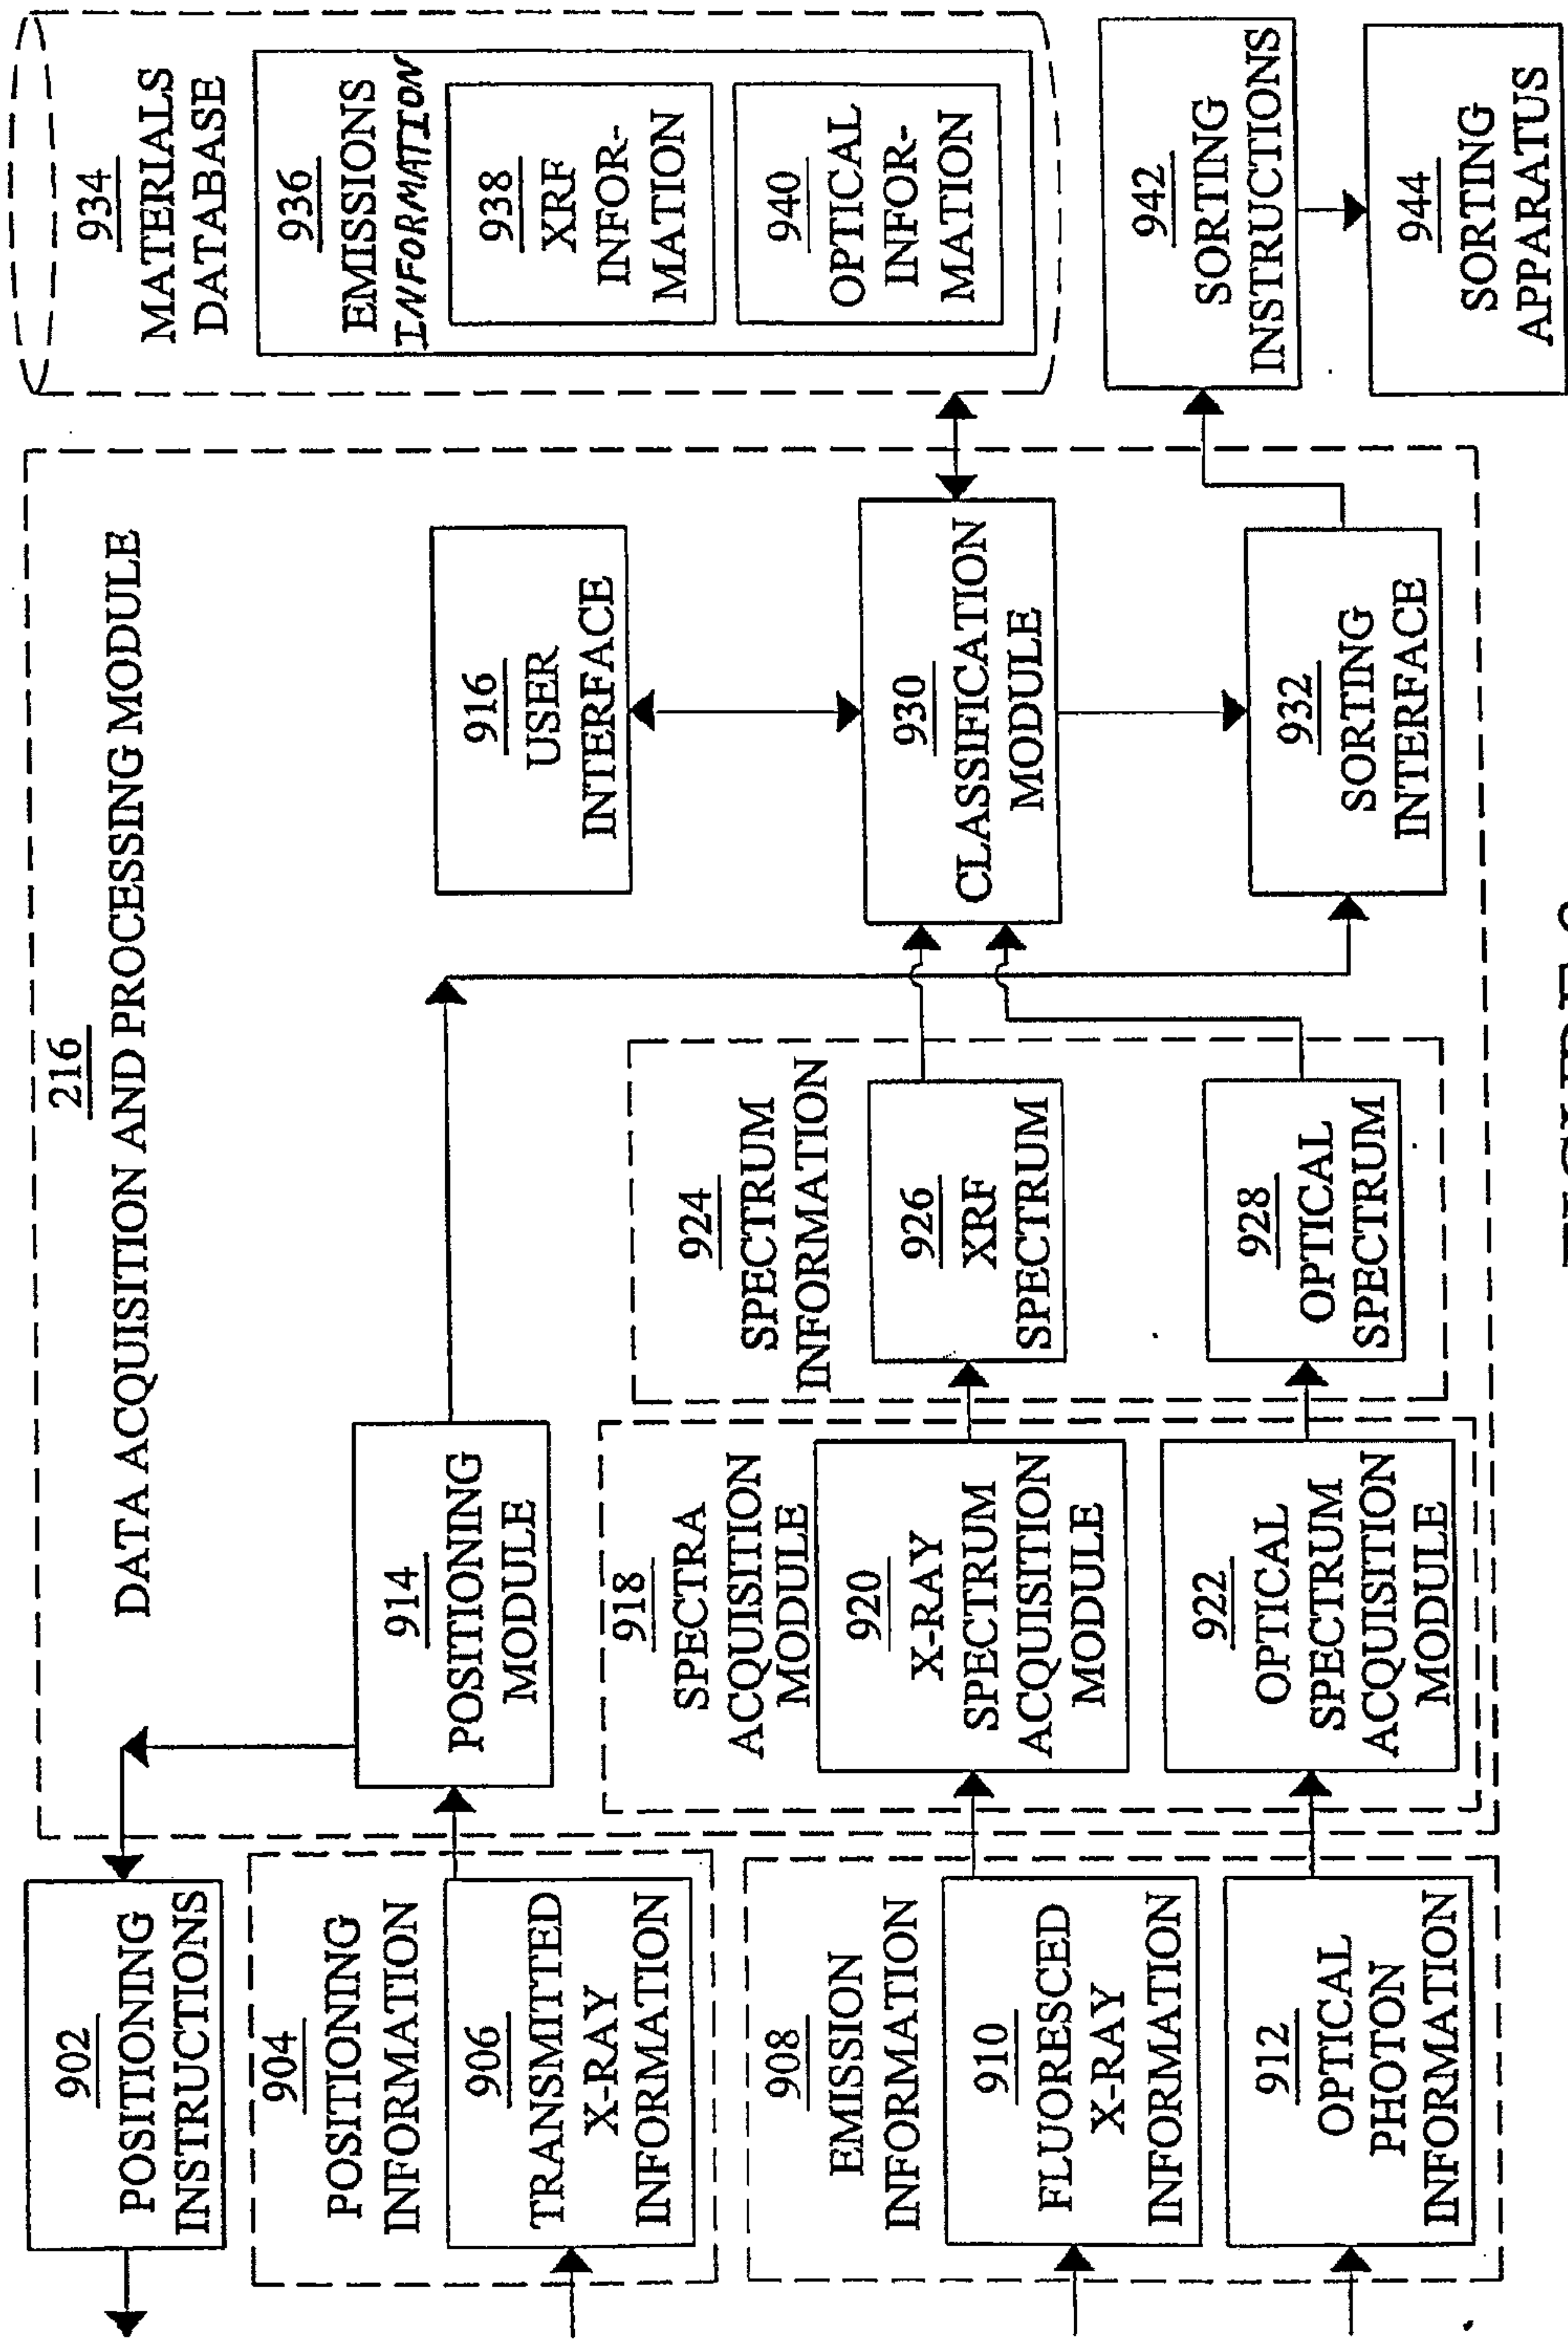 216
DATA ACQUISITION AND PROCESSING MODULE
902
POSITIONING
INSTRUCTIONS
904
POSITIONING
INFORMATION
906
TRANSMITTED
X-RAY
INFORMATION
908
EMISSION
INFORMATION
910
FLUORESCED
X-RAY
INFORMATION
912
OPTICAL
PHOTON
INFORMATION
914
POSITIONING
MODULE
918
SPECTRA
ACQUISITION
MODULE
920
X-RAY
SPECTRUM
ACQUISITION
MODULE
922
OPTICAL
SPECTRUM
ACQUISITION
MODULE
924
SPECTRUM
INFORMATION
926
XRF
SPECTRUM
928
OPTICAL
SPECTRUM
916
USER
INTERFACE
930
CLASSIFICATION
MODULE
932
SORTING
INTERFACE
934
MATERIALS
DATABASE
936
EMISSIONS
INFORMATION
938
XRF
INFOR-
MATION
940
OPTICAL
INFOR-
MATION
942
SORTING
INSTRUCTIONS
944
SORTING
APPARATUS